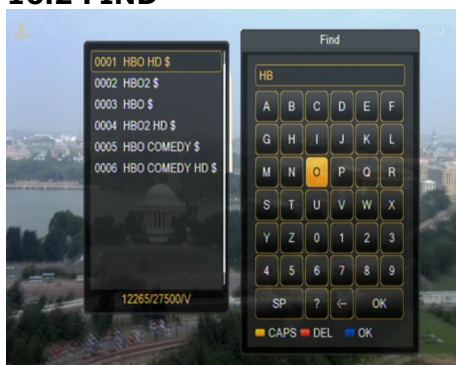 10.2 FIND
Find
0001 HBO HD $
0002 HBO2 $
0003 HBO $
0004 HBO2 HD $
0005 HBO COMEDY $
0006 HBO COMEDY HD $
12265/27500/V
HB
A B C D E F
G H I J K L
M N O P Q R
S T U V W X
Y Z 0 1 2 3
4 5 6 7 8 9
SP ? <- OK
CAPS DEL OK